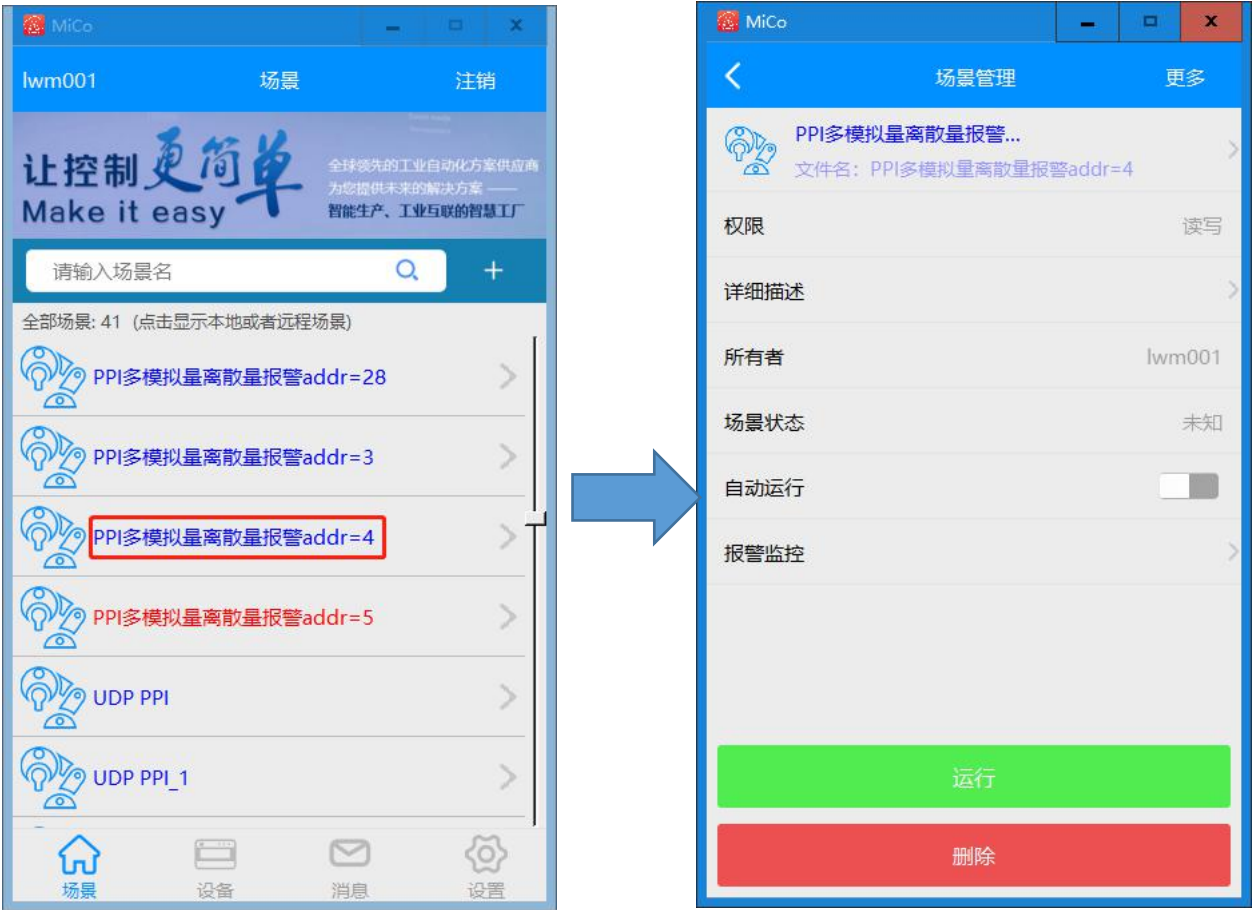 MiCo
lwm001
场景
注销
让控制更简单
Make it easy
全球领先的工业自动化方案供应商
为您提供未来的解决方案 ——
智能生产、工业互联的智慧工厂
请输入场景名
+
全部场景: 41 (点击显示本地或者远程场景)
PPI多模拟量离散量报警addr=28
PPI多模拟量离散量报警addr=3
PPI多模拟量离散量报警addr=4
PPI多模拟量离散量报警addr=5
UDP PPI
UDP PPI_1
场景
设备
消息
设置
MiCo
场景管理
更多
PPI多模拟量离散量报警...
文件名: PPI多模拟量离散量报警addr=4
权限
读写
详细描述
所有者
lwm001
场景状态
未知
自动运行
报警监控
运行
删除